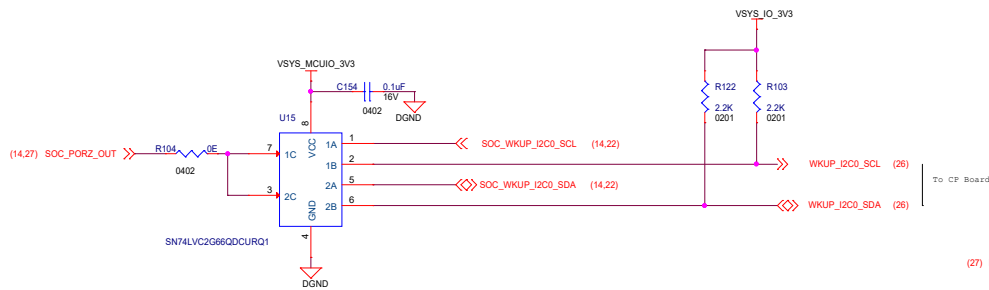 VSYS_IO_3V3
VSYS_MCUIO_3V3
C154 0.1uF
16V
0402
DGND
R122
2.2K
0201
R103
2.2K
0201
U15
8
VCC
(14,27) SOC_PORZ_OUT R104 0E
0402
7 1C 1A 1 SOC_WKUP_I2C0_SCL (14,22)
1B 2 WKUP_I2C0_SCL (26)
3 2C 2A 5 SOC_WKUP_I2C0_SDA (14,22)
2B 6 WKUP_I2C0_SDA (26)
To CP Board
GND
4
SN74LVC2G66QDCURQ1
DGND
(27)